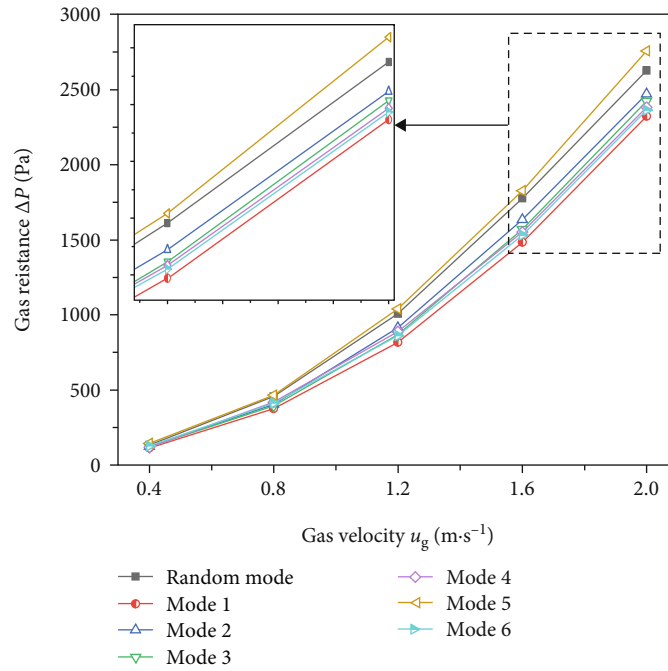 3000
2500
2000
1500
1000
500
0
Gas reistance ΔP (Pa)
0.4 0.8 1.2 1.6 2.0
Gas velocity u_g (m·s⁻¹)
Random mode
Mode 1
Mode 2
Mode 3
Mode 4
Mode 5
Mode 6